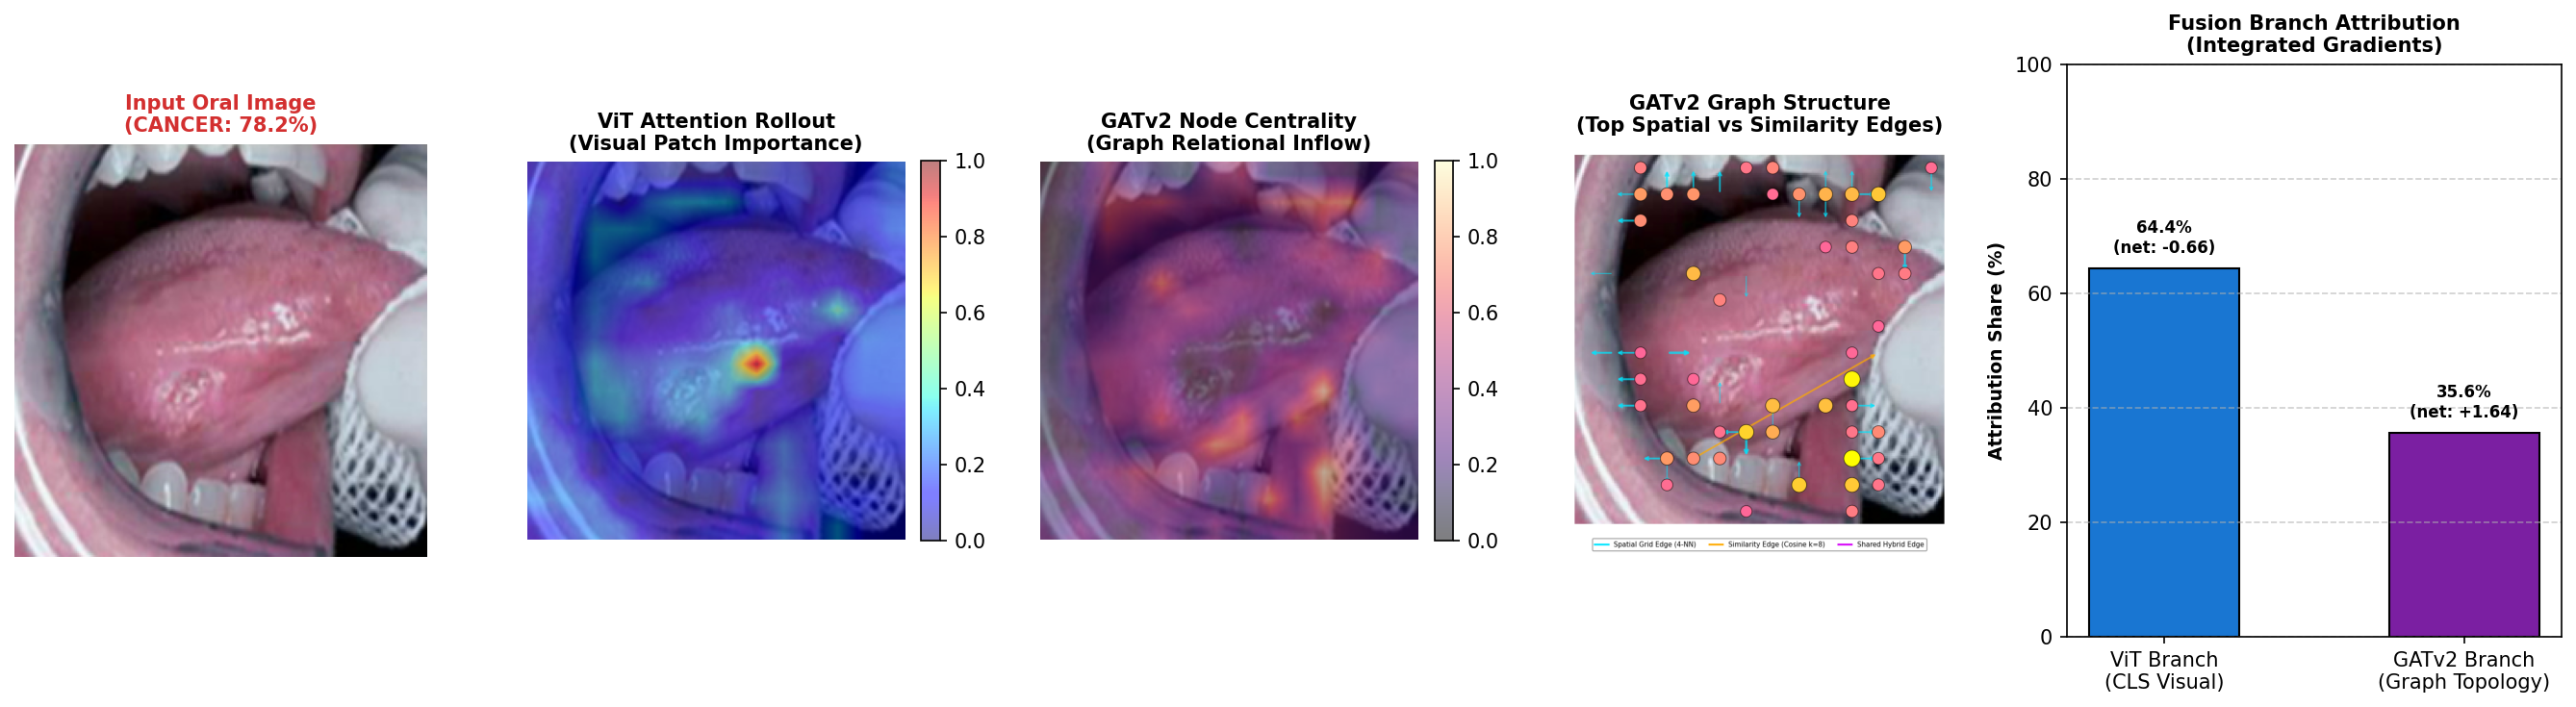 Input Oral Image
(CANCER: 78.2%)
ViT Attention Rollout
(Visual Patch Importance)
1.0
0.8
0.6
0.4
0.2
0.0
GATv2 Node Centrality
(Graph Relational Inflow)
1.0
0.8
0.6
0.4
0.2
0.0
GATv2 Graph Structure
(Top Spatial vs Similarity Edges)
Spatial Grid Edge (4-NN)
Similarity Edge (Cosine k=8)
Shared Hybrid Edge
Fusion Branch Attribution
(Integrated Gradients)
Attribution Share (%)
100
80
60
40
20
0
64.4%
(net: -0.66)
35.6%
(net: +1.64)
ViT Branch
(CLS Visual)
GATv2 Branch
(Graph Topology)